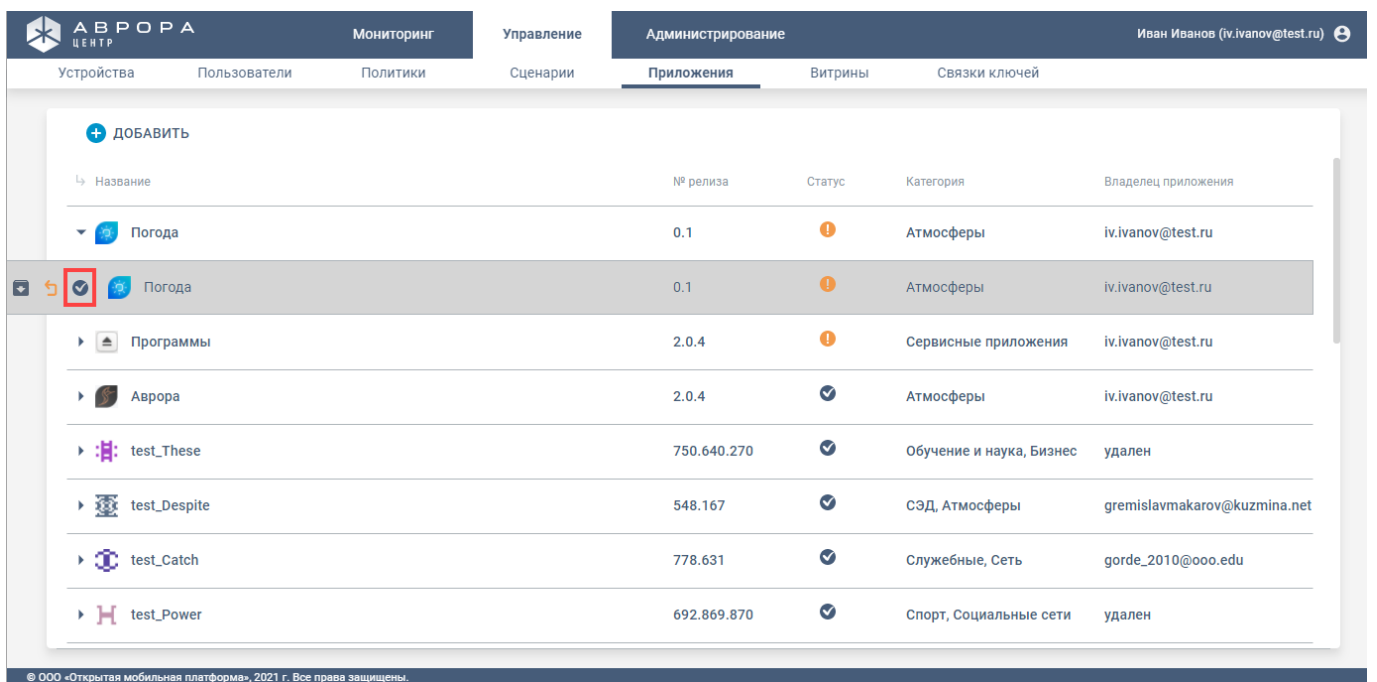 АВРОРА
ЦЕНТР
Мониторинг Управление Администрирование Иван Иванов (iv.ivanov@test.ru)
Устройства Пользователи Политики Сценарии Приложения Витрины Связки ключей
ДОБАВИТЬ
Название № релиза Статус Категория Владелец приложения
Погода 0.1 Атмосферы iv.ivanov@test.ru
Погода 0.1 Атмосферы iv.ivanov@test.ru
Программы 2.0.4 Сервисные приложения iv.ivanov@test.ru
Аврора 2.0.4 Атмосферы iv.ivanov@test.ru
test_These 750.640.270 Обучение и наука, Бизнес удален
test_Despite 548.167 СЭД, Атмосферы gremislavmakarov@kuzmina.net
test_Catch 778.631 Служебные, Сеть gorde_2010@ooo.edu
test_Power 692.869.870 Спорт, Социальные сети удален
© ООО «Открытая мобильная платформа», 2021 г. Все права защищены.